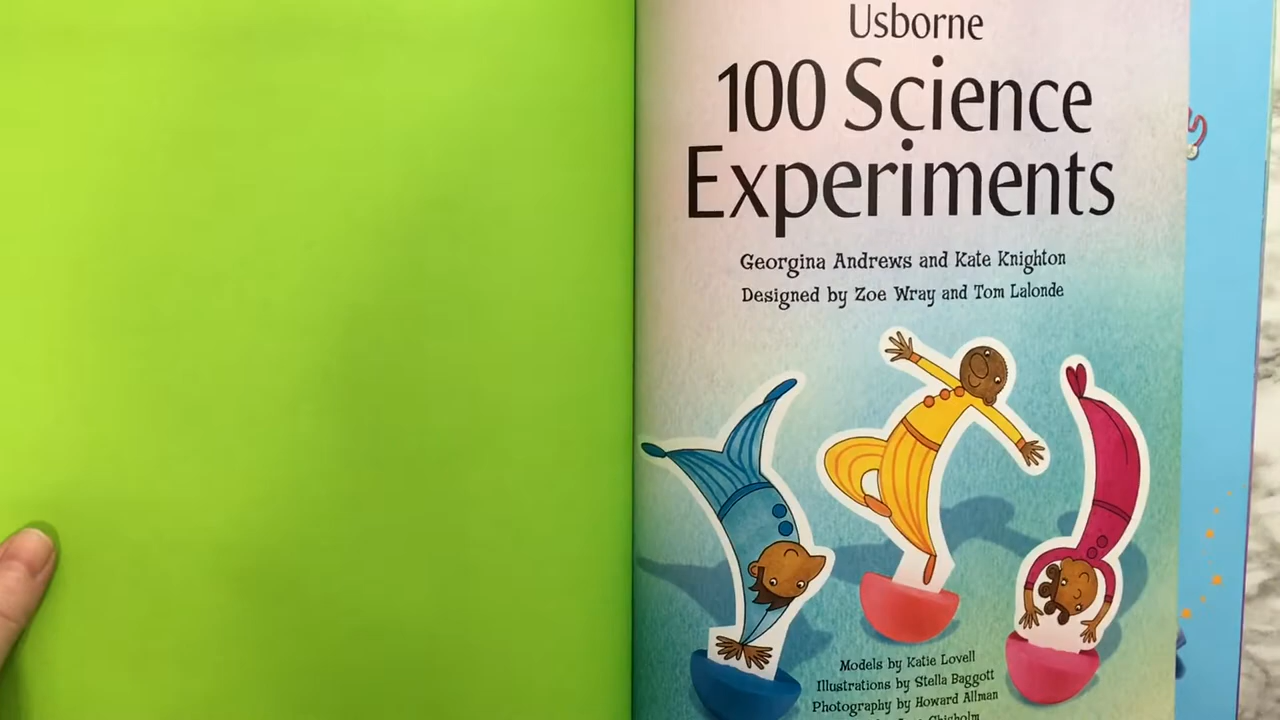 Usborne
100 Science
Experiments
Georgina Andrews and Kate Knighton
Designed by Zoe Wray and Tom Lalonde
Models by Katie Lovell
Illustrations by Stella Baggott
Photography by Howard Allman
Chisholm